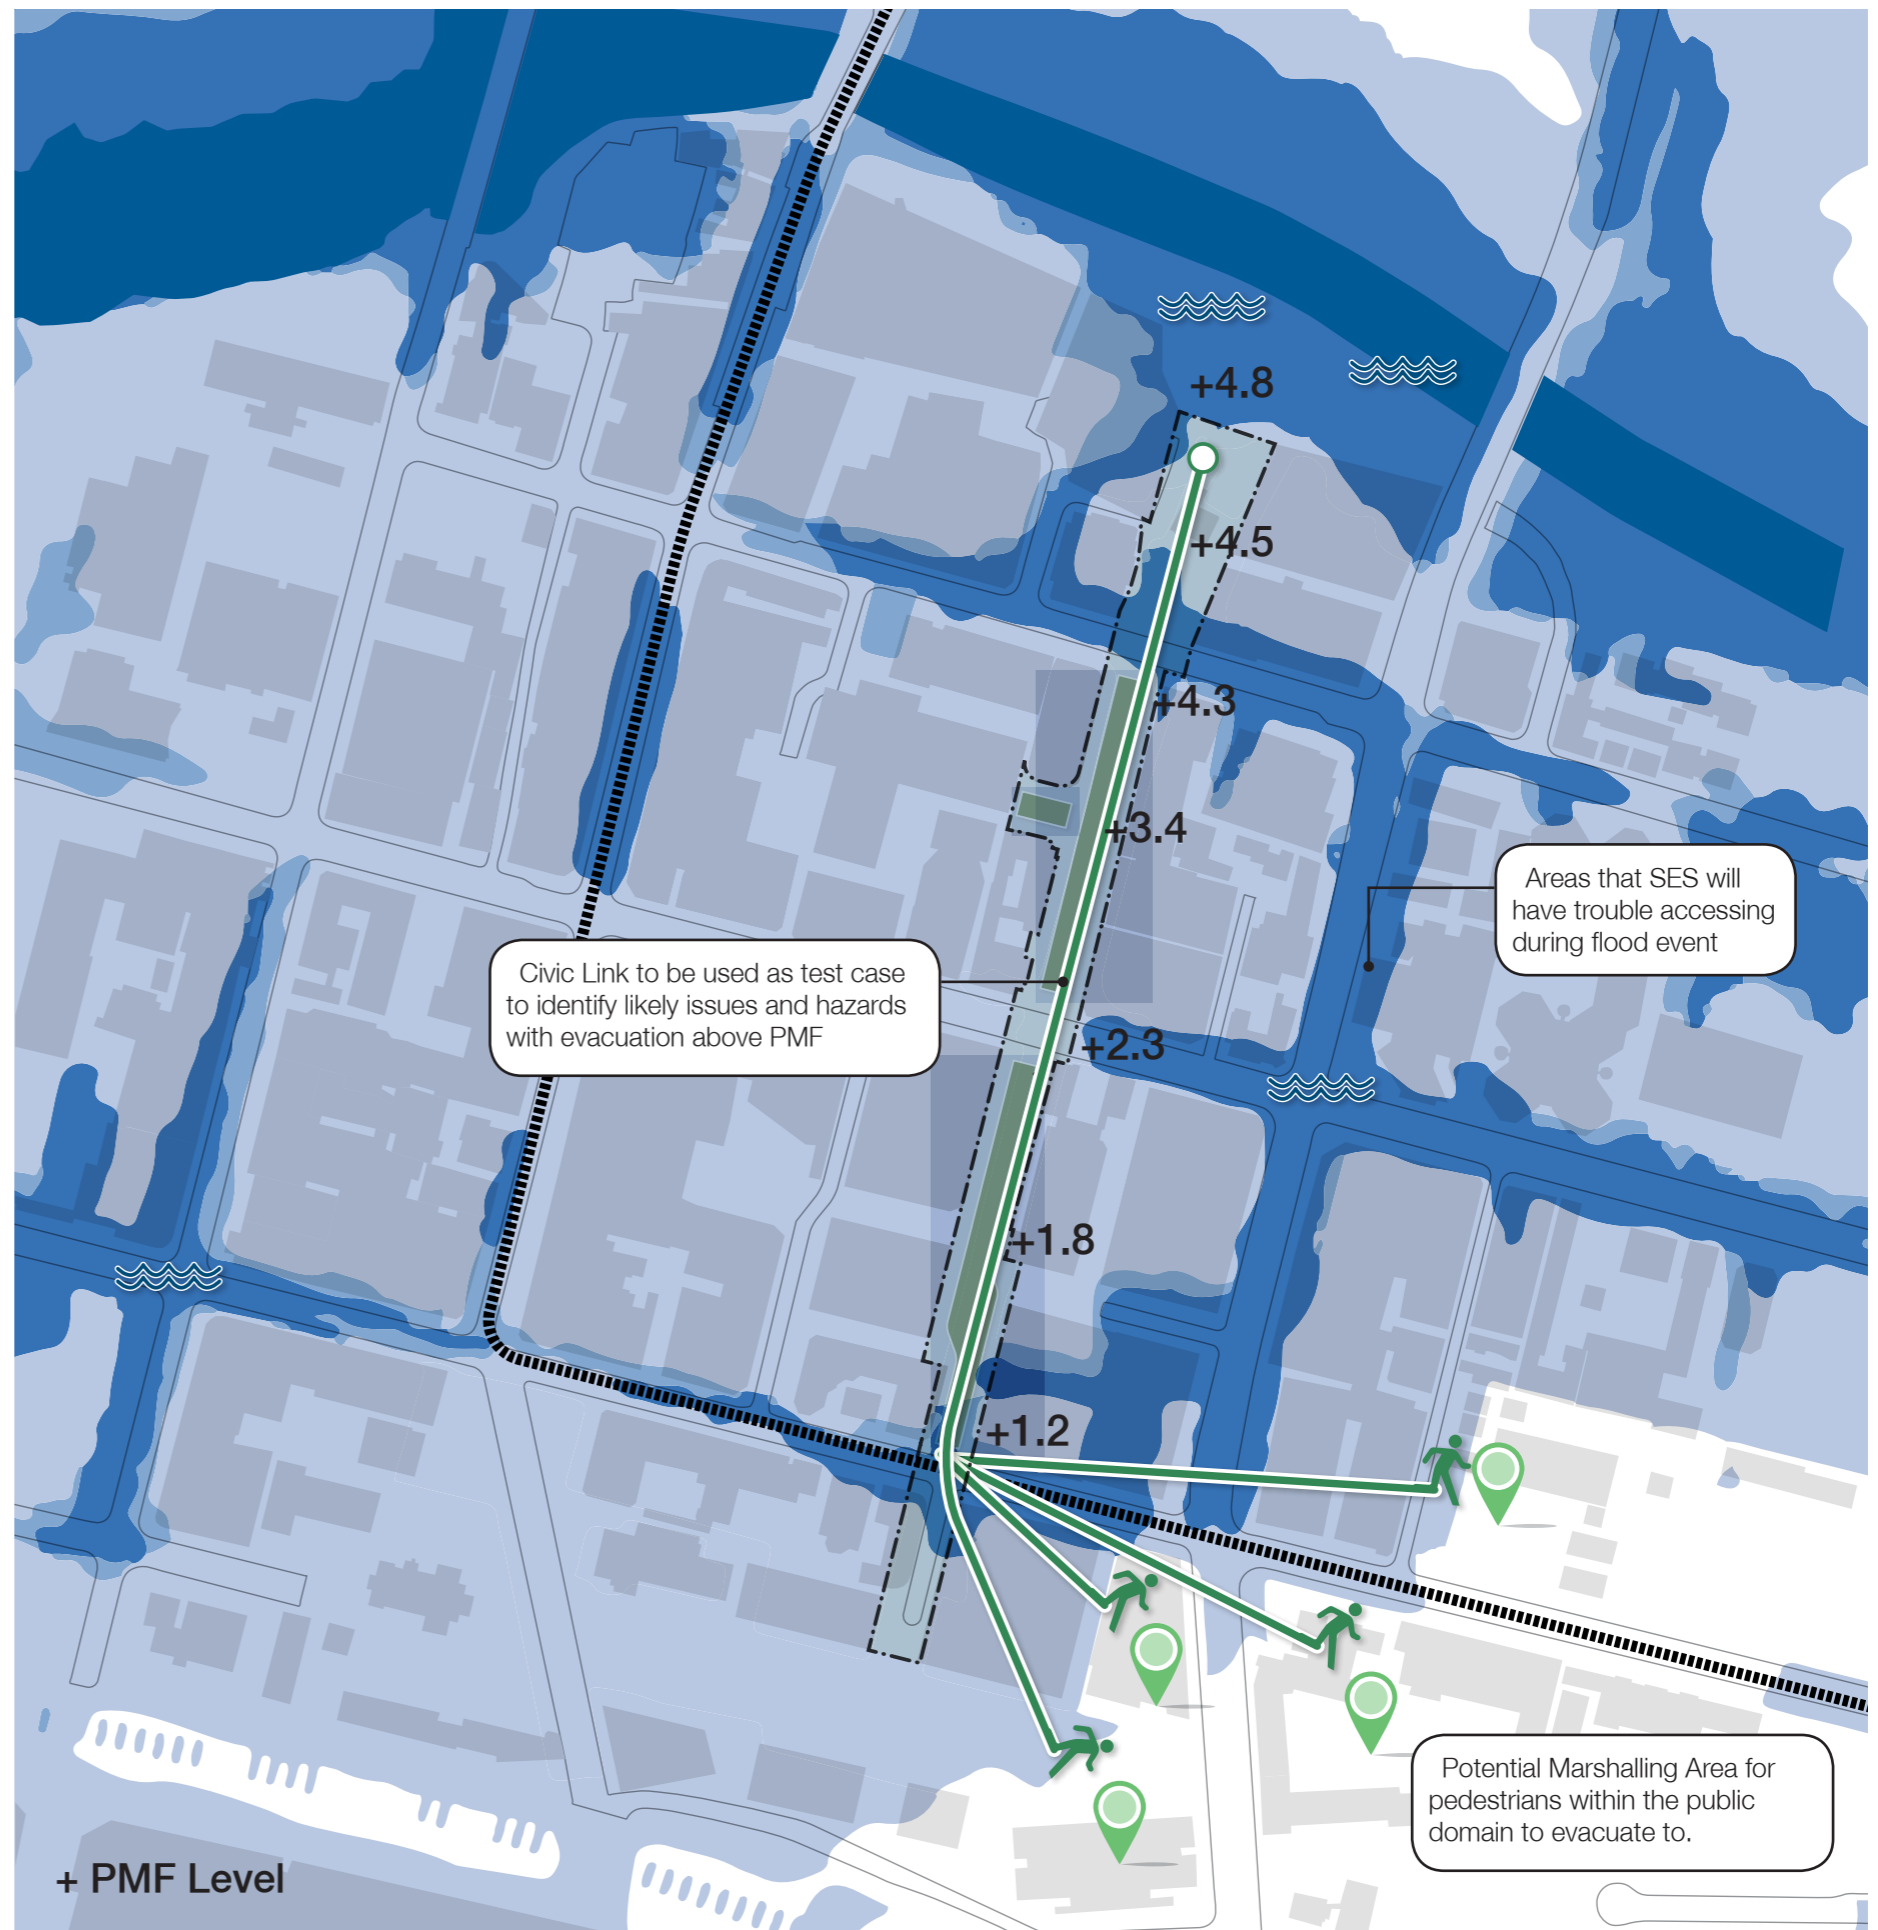 +4.8
+4.5
+4.3
+3.4
Areas that SES will
have trouble accessing
during flood event
Civic Link to be used as test case
to identify likely issues and hazards
with evacuation above PMF
+2.3
+1.8
+1.2
Potential Marshalling Area for
pedestrians within the public
domain to evacuate to.
+ PMF Level